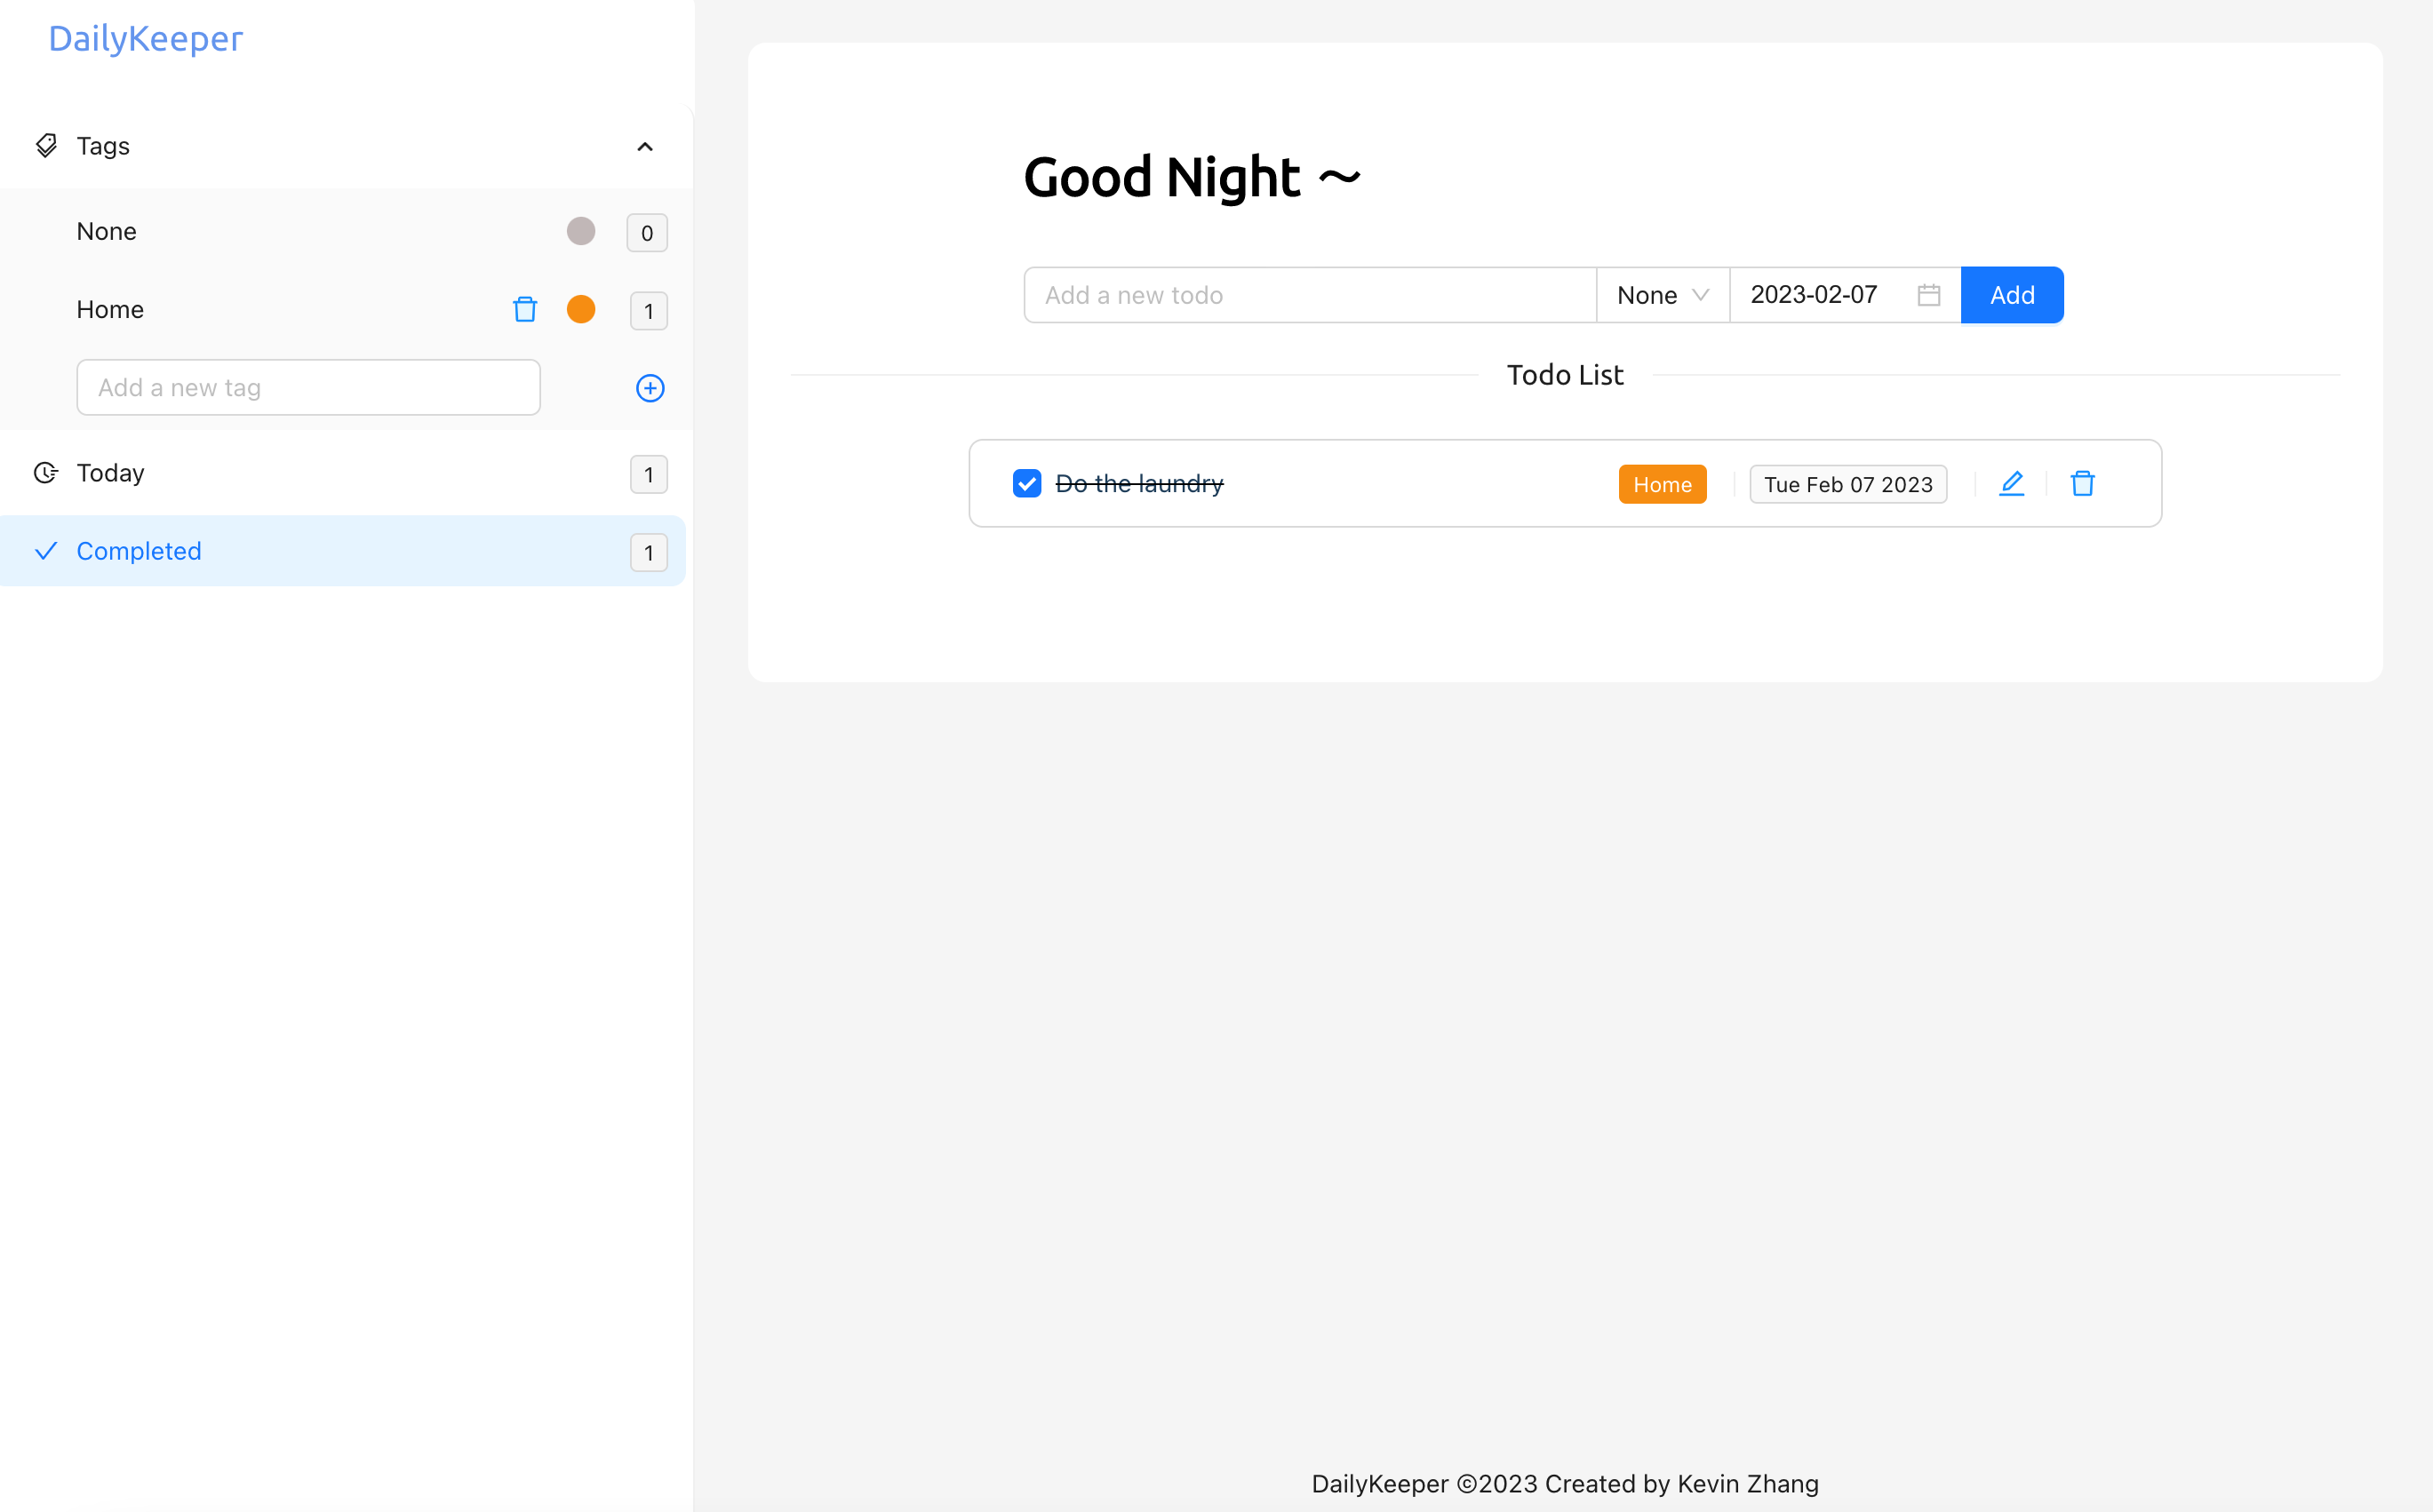 DailyKeeper
Tags
None 0
Home 1
Add a new tag
Today 1
Completed 1
Good Night ～
Add a new todo None 2023-02-07 Add
Todo List
Do the laundry Home Tue Feb 07 2023
DailyKeeper ©2023 Created by Kevin Zhang